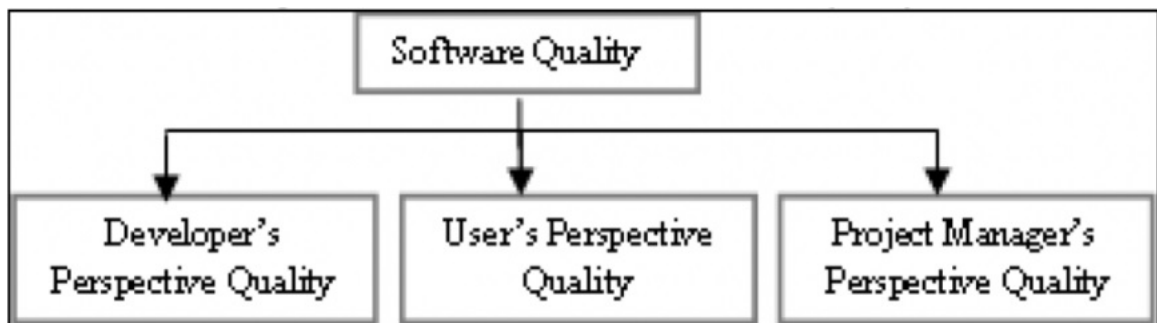 Software Quality
Developer's
Perspective Quality
User's Perspective
Quality
Project Manager's
Perspective Quality